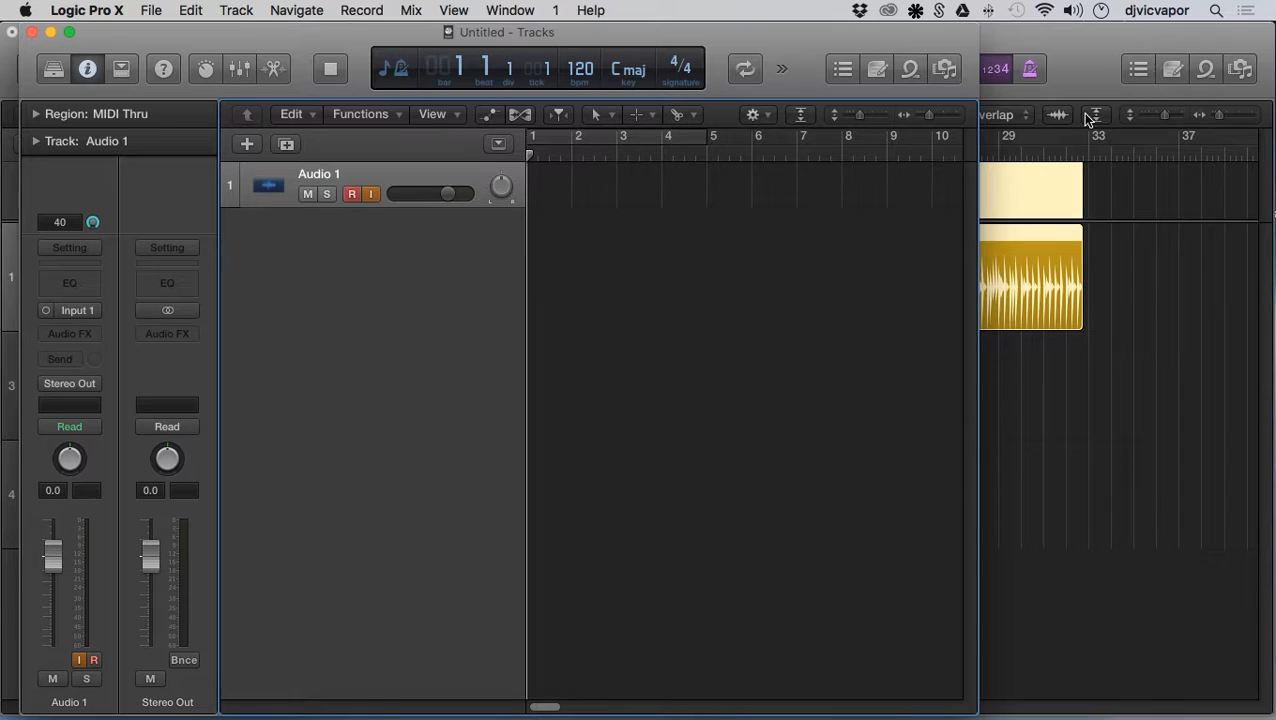 Logic Pro X File Edit Track Navigate Record Mix View Window 1 Help djvicvapor
Untitled - Tracks
001 1 1 1 120 C maj 4/4
bar beat div tick bpm key signature
1234
Region: MIDI Thru
Edit Functions View
verlap
Track: Audio 1
1 2 3 4 5 6 7 8 9 10 29 33 37
1 Audio 1
M S R I
L R
40
Setting Setting
EQ EQ
1
Input 1
Audio FX Audio FX
Send
Stereo Out
3
Read Read
0.0 0.0
4
I R Bnce
M S M
Audio 1 Stereo Out